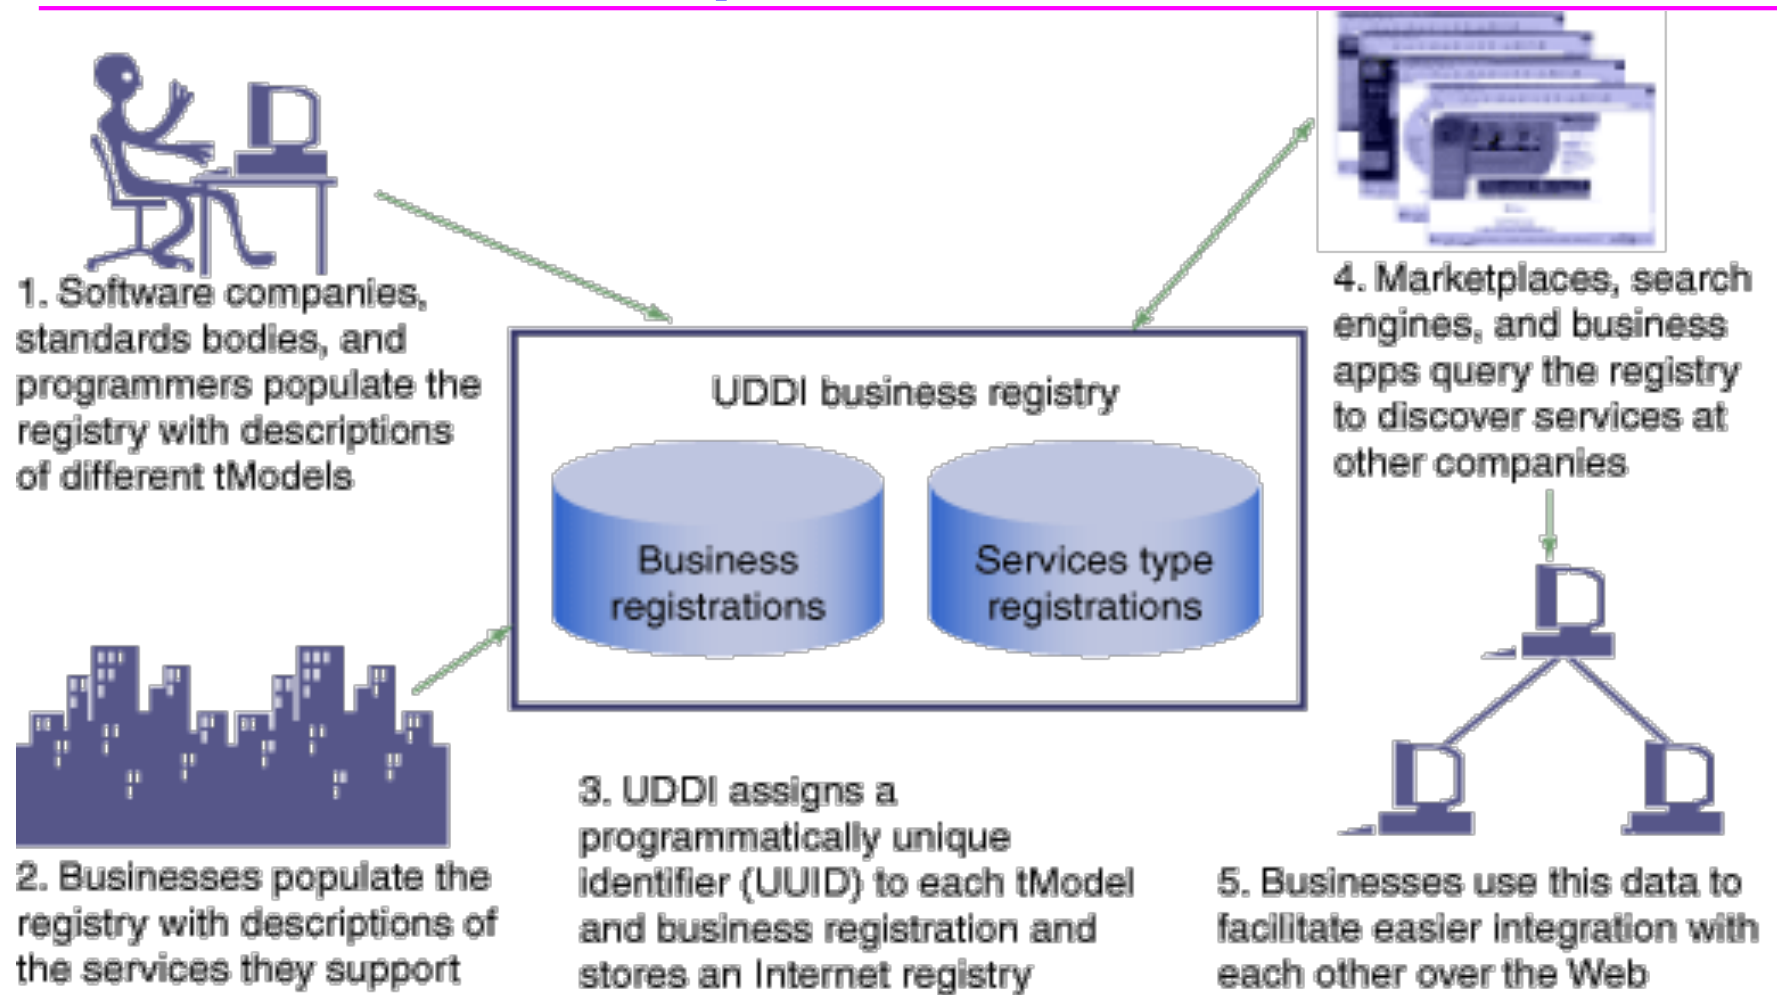 1. Software companies,
standards bodies, and
programmers populate the
registry with descriptions
of different tModels
2. Businesses populate the
registry with descriptions of
the services they support
UDDI business registry
Business
registrations
Services type
registrations
3. UDDI assigns a
programmatically unique
identifier (UUID) to each tModel
and business registration and
stores an Internet registry
4. Marketplaces, search
engines, and business
apps query the registry
to discover services at
other companies
5. Businesses use this data to
facilitate easier integration with
each other over the Web